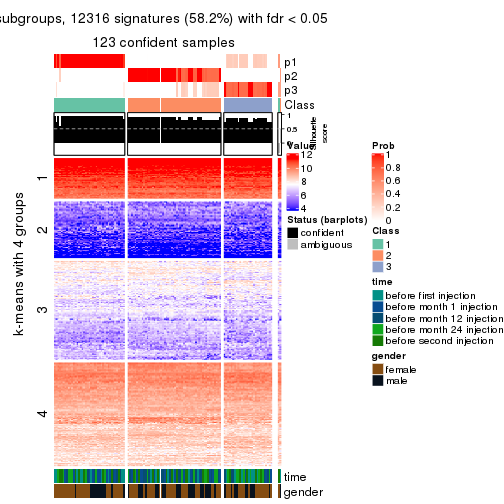 subgroups, 12316 signatures (58.2%) with fdr < 0.05
123 confident samples
p1
p2
p3
Class
1
0.5
0
Silhouette
score
k-means with 4 groups
1
2
3
4
time
gender
Value
12
10
8
6
4
Status (barplots)
confident
ambiguous
Prob
1
0.8
0.6
0.4
0.2
0
Class
1
2
3
time
before first injection
before month 1 injection
before month 12 injection
before month 24 injection
before second injection
gender
female
male